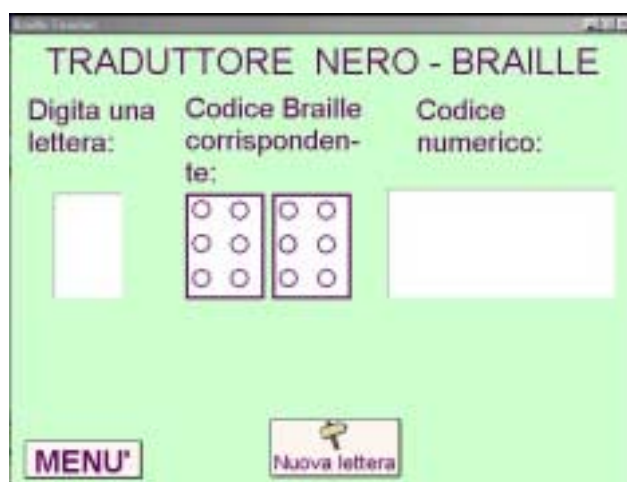 TRADUTTORE NERO - BRAILLE
Digita una
lettera:
Codice Braille
corrisponden-
te:
Codice
numerico:
MENU'
Nuova lettera